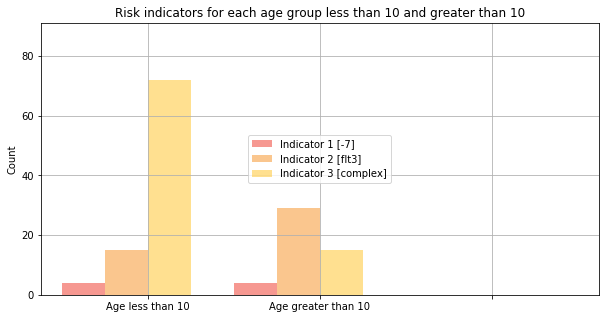 Risk indicators for each age group less than 10 and greater than 10
80
60
40
20
0
Count
Indicator 1 [-7]
Indicator 2 [flt3]
Indicator 3 [complex]
Age less than 10
Age greater than 10